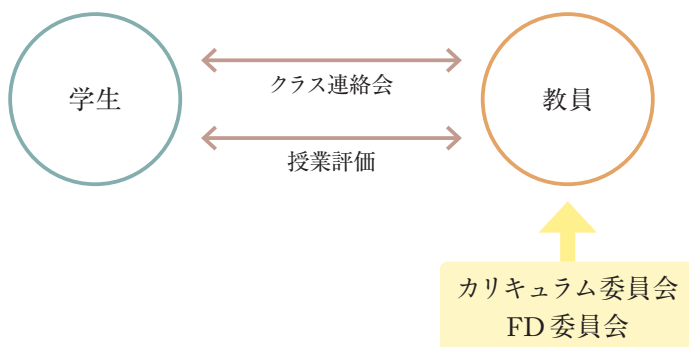 学生
クラス連絡会
教員
授業評価
カリキュラム委員会
FD委員会